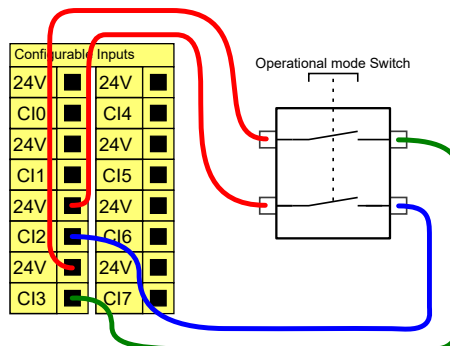 Configurable Inputs
24V 24V
CI0 CI4
24V 24V
CI1 CI5
24V 24V
CI2 CI6
24V 24V
CI3 CI7
Operational mode Switch